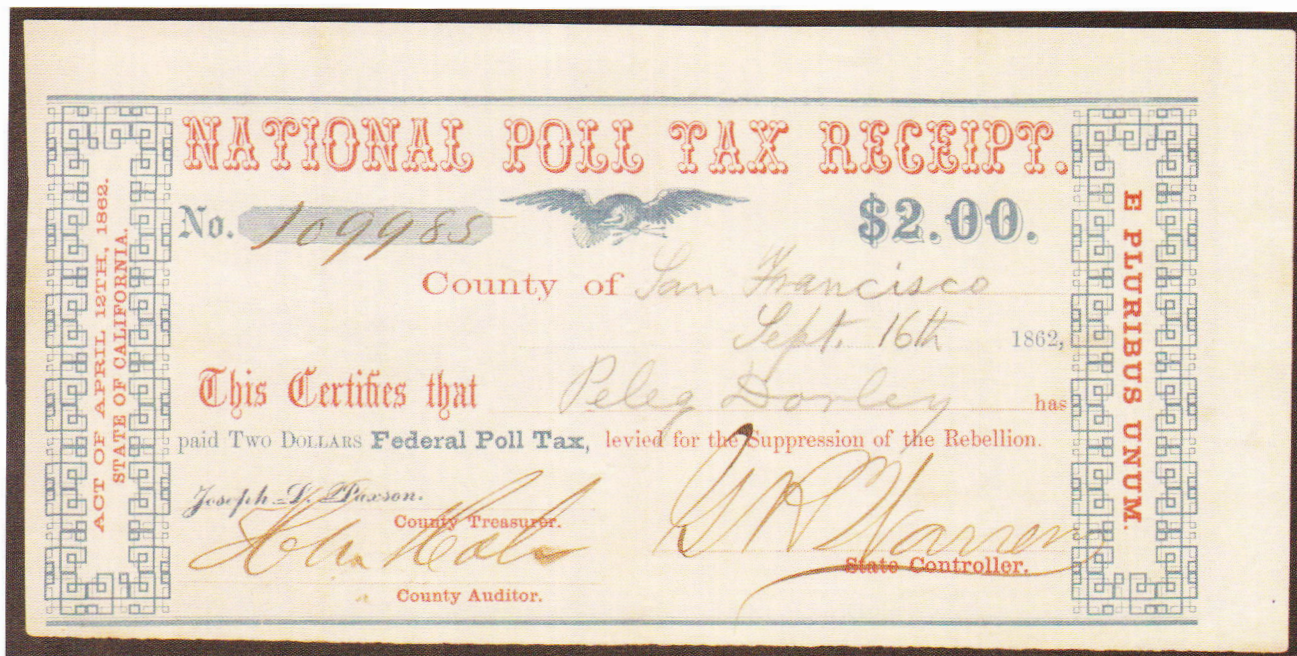 NATIONAL POLL TAX RECEIPT.
No. 109985 $2.00.
County of San Francisco
Sept. 16th 1862,
This Certifies that Peleg Dorley has
paid TWO DOLLARS Federal Poll Tax, levied for the Suppression of the Rebellion.
Joseph L. Paxson.
County Treasurer.
County Auditor.
G R Warren
State Controller.
ACT OF APRIL 12TH, 1862.
STATE OF CALIFORNIA.
E PLURIBUS UNUM.